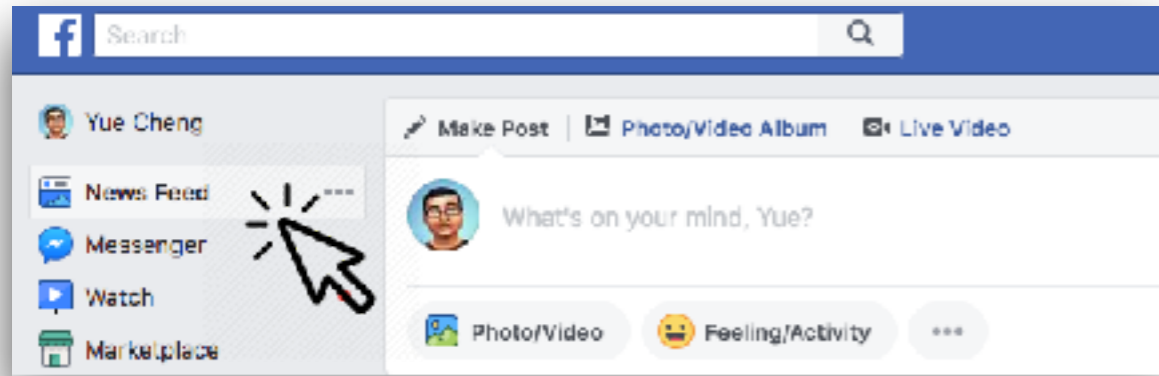 f Search
Yue Cheng
Make Post | Photo/Video Album Live Video
News Feed ...
What's on your mind, Yue?
Messenger
Watch
Photo/Video Feeling/Activity ...
Marketplace